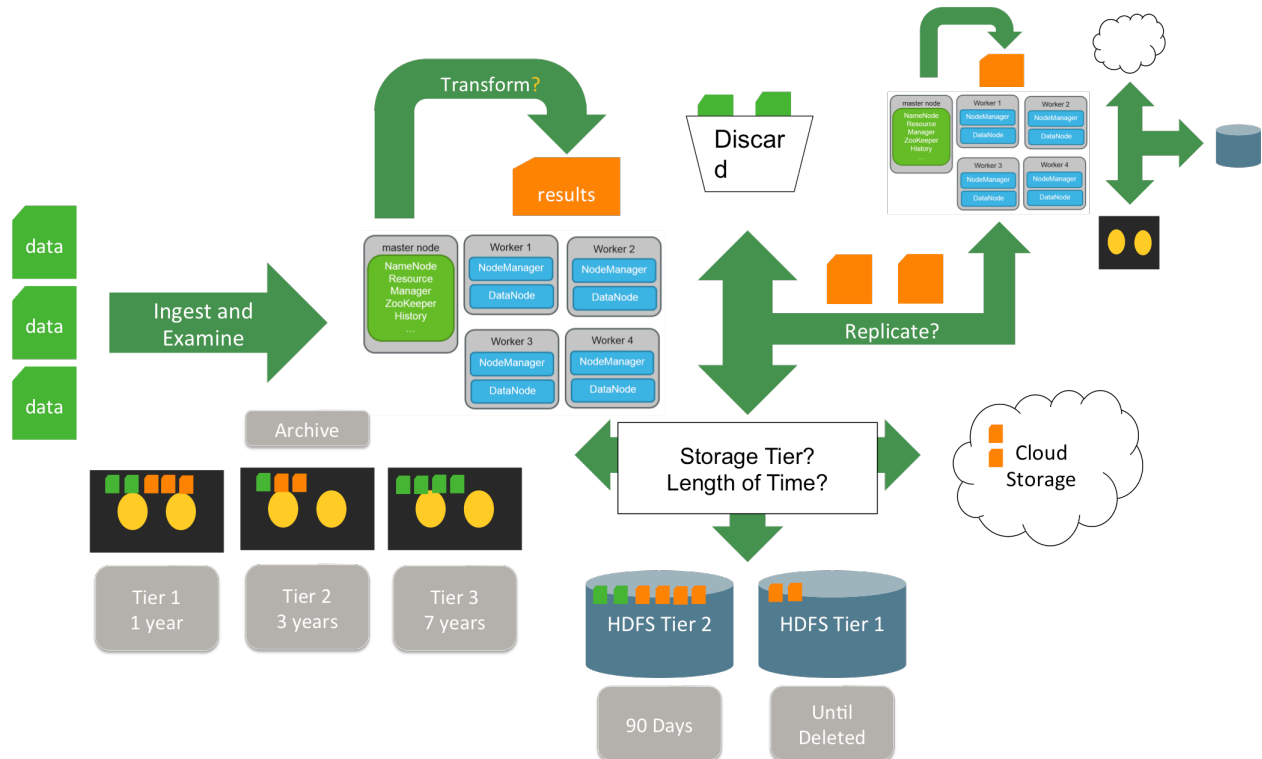 Transform?
results
Discar
d
master node
NameNode
Resource
Manager
ZooKeeper
History
...
Worker 1
NodeManager
DataNode
Worker 2
NodeManager
DataNode
Worker 3
NodeManager
DataNode
Worker 4
NodeManager
DataNode
data
data
data
Ingest and
Examine
master node
NameNode
Resource
Manager
ZooKeeper
History
...
Worker 1
NodeManager
DataNode
Worker 2
NodeManager
DataNode
Worker 3
NodeManager
DataNode
Worker 4
NodeManager
DataNode
Replicate?
Archive
Storage Tier?
Length of Time?
Cloud
Storage
Tier 1
1 year
Tier 2
3 years
Tier 3
7 years
HDFS Tier 2
HDFS Tier 1
90 Days
Until
Deleted